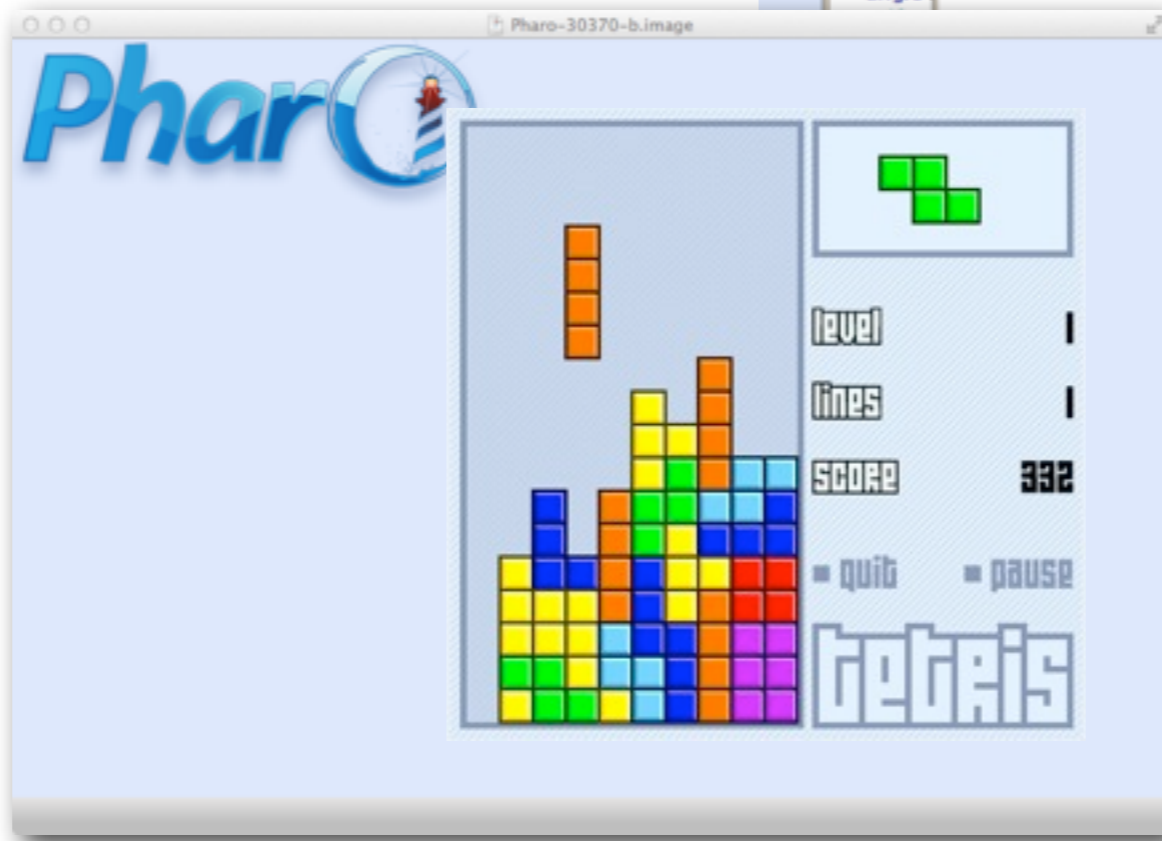 Pharo-30370-b.image
Pharo
level 1
lines 1
score 332
quit pause
tetris